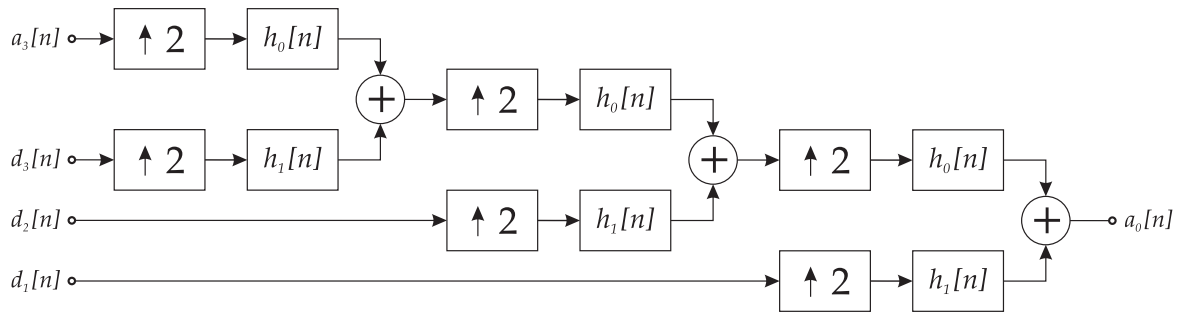 a₃[n] ↑ 2 h₀[n]
+ ↑ 2 h₀[n]
d₃[n] ↑ 2 h₁[n]
+ ↑ 2 h₀[n]
d₂[n] ↑ 2 h₁[n]
+ a₀[n]
d₁[n] ↑ 2 h₁[n]